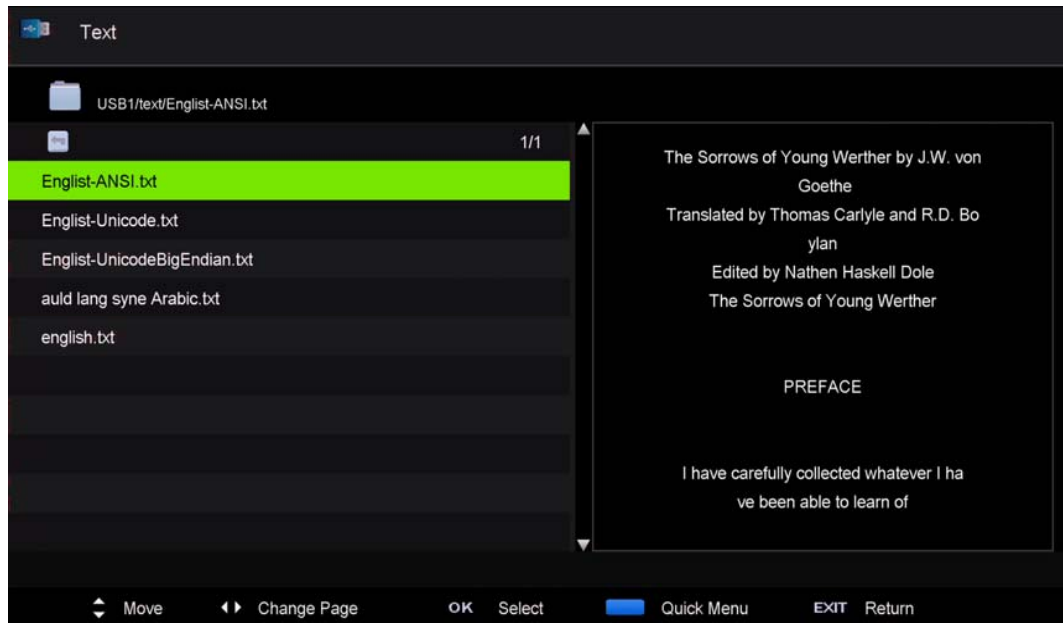 Text
USB1/text/Englist-ANSI.txt
1/1
Englist-ANSI.txt
Englist-Unicode.txt
Englist-UnicodeBigEndian.txt
auld lang syne Arabic.txt
english.txt
The Sorrows of Young Werther by J.W. von
Goethe
Translated by Thomas Carlyle and R.D. Bo
ylan
Edited by Nathen Haskell Dole
The Sorrows of Young Werther
PREFACE
I have carefully collected whatever I ha
ve been able to learn of
Move Change Page OK Select Quick Menu EXIT Return